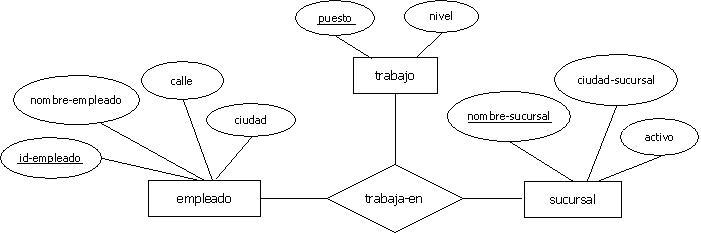 puesto
nivel
trabajo
calle
ciudad-sucursal
nombre-empleado
nombre-sucursal
ciudad
activo
id-empleado
empleado
trabaja-en
sucursal